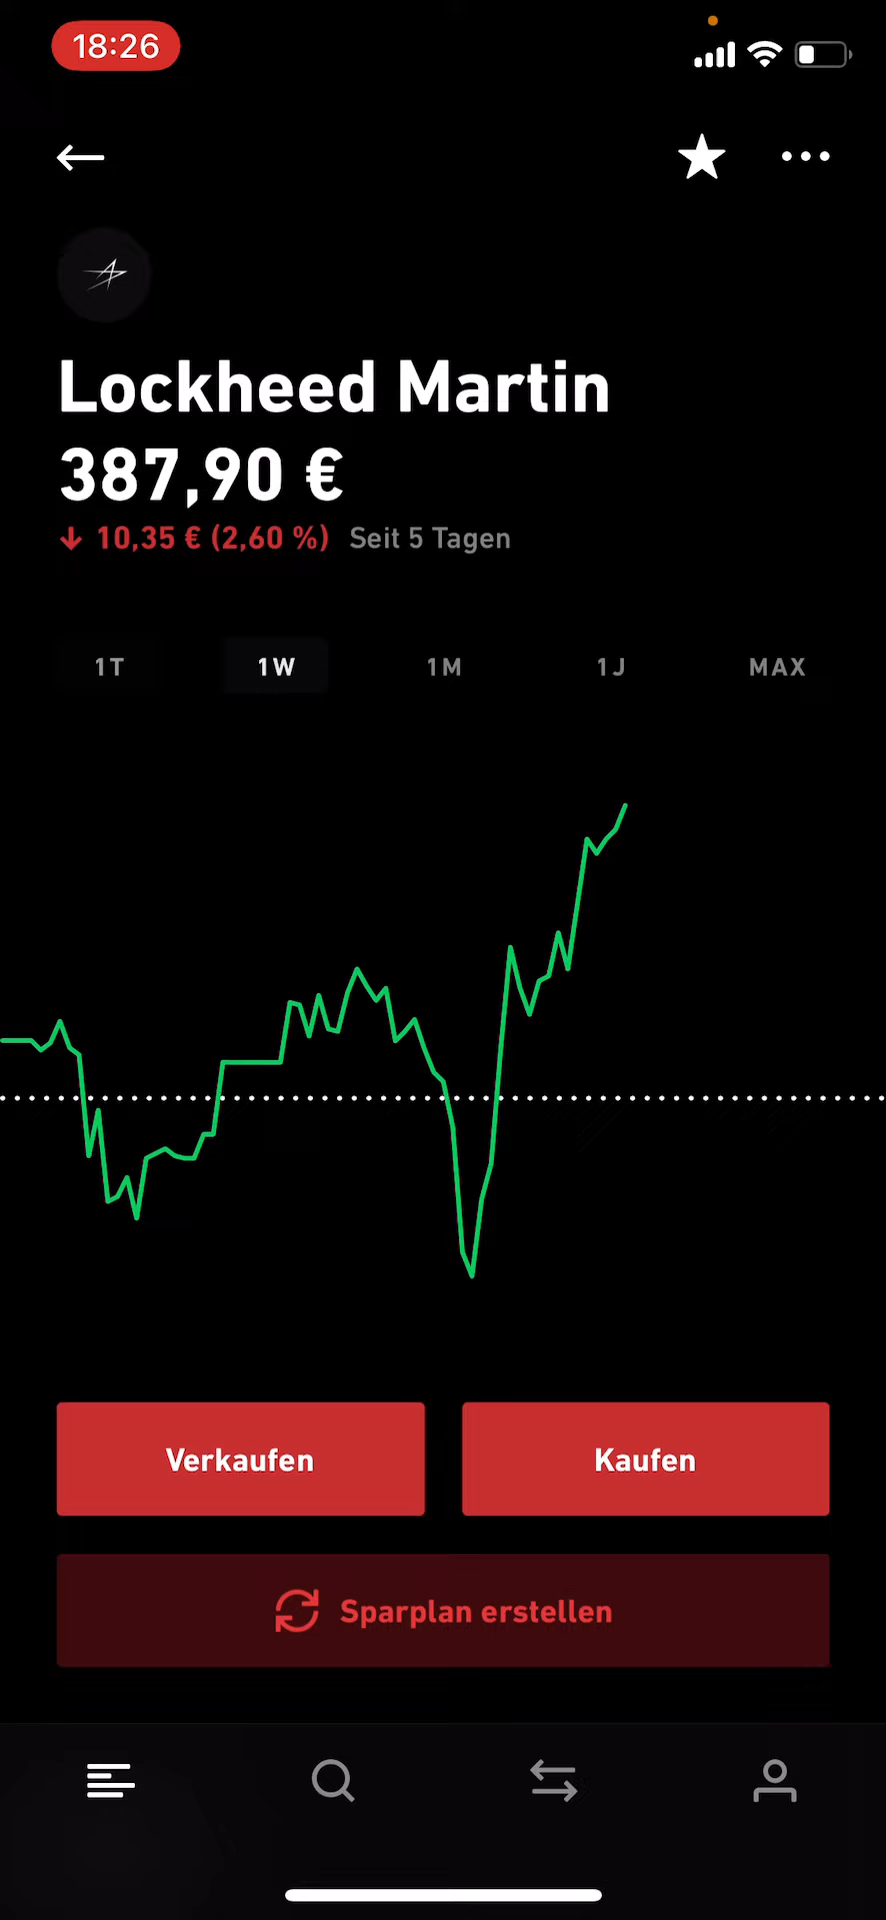 18:26
Lockheed Martin
387,90 €
10,35 € (2,60 %) Seit 5 Tagen
1T 1W 1M 1J MAX
Verkaufen Kaufen
Sparplan erstellen